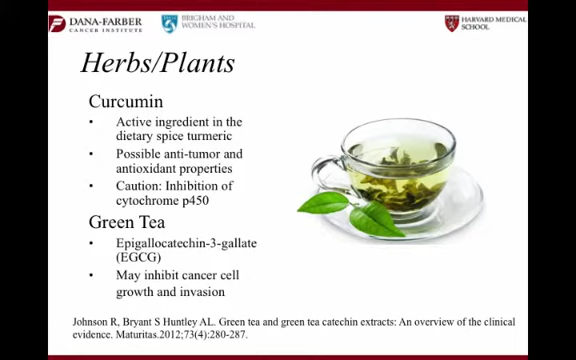 DANA-FARBER
CANCER INSTITUTE
BRIGHAM AND
WOMEN'S HOSPITAL
HARVARD MEDICAL
SCHOOL
Herbs/Plants
Curcumin
• Active ingredient in the
dietary spice turmeric
• Possible anti-tumor and
antioxidant properties
• Caution: Inhibition of
cytochrome p450
Green Tea
• Epigallocatechin-3-gallate
(EGCG)
• May inhibit cancer cell
growth and invasion
Johnson R, Bryant S Huntley AL. Green tea and green tea catechin extracts: An overview of the clinical
evidence. Maturitas.2012;73(4):280-287.